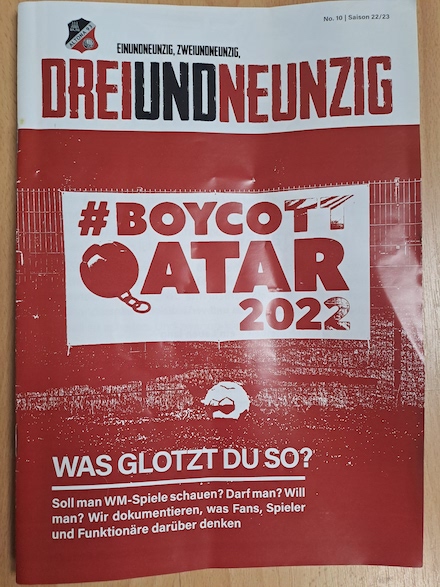 No. 10 | Saison 22/23
EINUNDNEUNZIG, ZWEIUNDNEUNZIG,
DREIUNDNEUNZIG
#BOYCOTT
QATAR
2022
WAS GLOTZT DU SO?
Soll man WM-Spiele schauen? Darf man? Will
man? Wir dokumentieren, was Fans, Spieler
und Funktionäre darüber denken